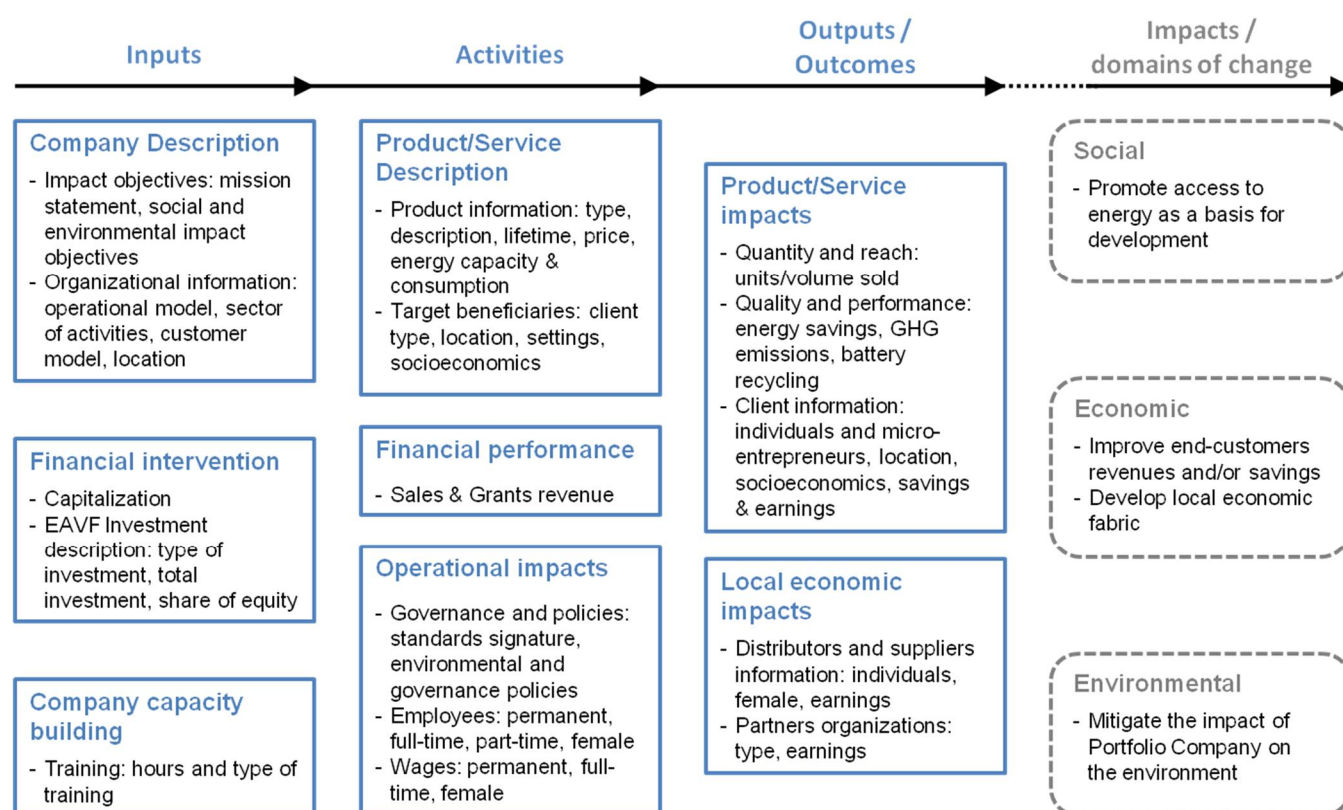 Inputs
Activities
Outputs /
Outcomes
Impacts /
domains of change
Company Description
- Impact objectives: mission
statement, social and
environmental impact
objectives
- Organizational information:
operational model, sector
of activities, customer
model, location
Financial intervention
- Capitalization
- EAVF Investment
description: type of
investment, total
investment, share of equity
Company capacity
building
- Training: hours and type of
training
Product/Service
Description
- Product information: type,
description, lifetime, price,
energy capacity &
consumption
- Target beneficiaries: client
type, location, settings,
socioeconomics
Financial performance
- Sales & Grants revenue
Operational impacts
- Governance and policies:
standards signature,
environmental and
governance policies
- Employees: permanent,
full-time, part-time, female
- Wages: permanent, full-
time, female
Product/Service
impacts
- Quantity and reach:
units/volume sold
- Quality and performance:
energy savings, GHG
emissions, battery
recycling
- Client information:
individuals and micro-
entrepreneurs, location,
socioeconomics, savings
& earnings
Local economic
impacts
- Distributors and suppliers
information: individuals,
female, earnings
- Partners organizations:
type, earnings
Social
- Promote access to
energy as a basis for
development
Economic
- Improve end-customers
revenues and/or savings
- Develop local economic
fabric
Environmental
- Mitigate the impact of
Portfolio Company on
the environment